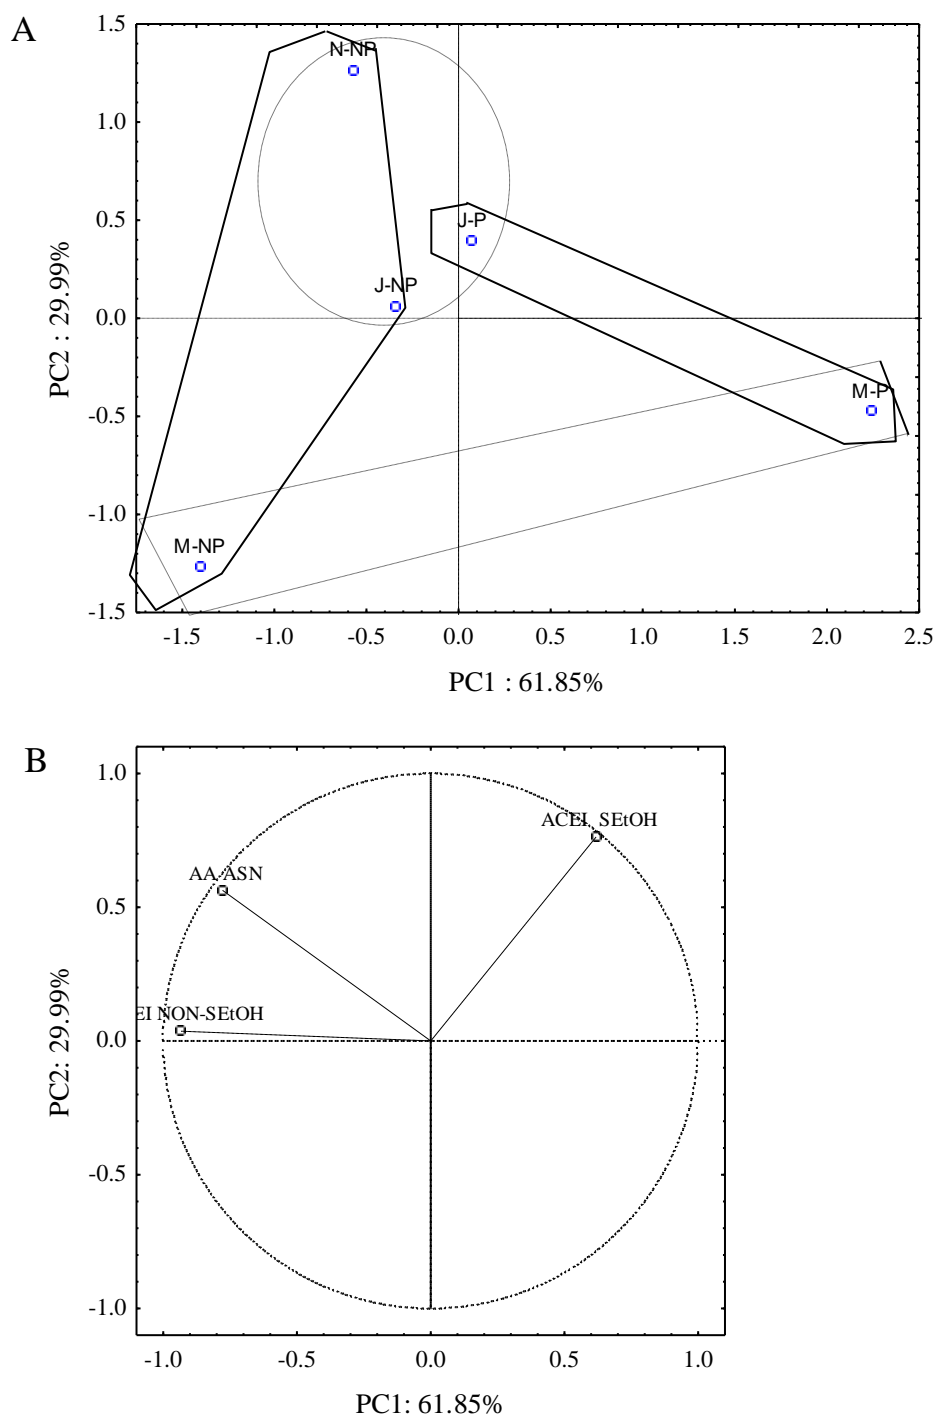 A
1.5
N-NP
1.0
J-P
0.5
J-NP
0.0
M-P
-0.5
-1.0
M-NP
-1.5
PC2 : 29.99%
-1.5 -1.0 -0.5 0.0 0.5 1.0 1.5 2.0 2.5
PC1 : 61.85%
B
1.0
ACEI SEtOH
AA ASN
0.5
EI NON-SEtOH
0.0
-0.5
-1.0
PC2: 29.99%
-1.0 -0.5 0.0 0.5 1.0
PC1: 61.85%